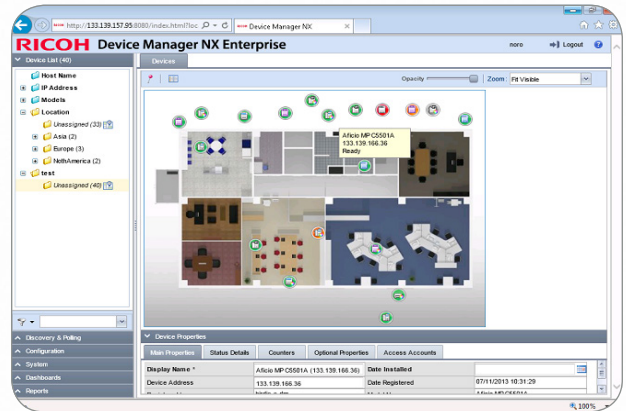 http://133.139.157.95:8080/index.html?loc
Device Manager NX
RICOH Device Manager NX Enterprise
noro
Logout
Device List (40)
Devices
Host Name
IP Address
Models
Location
Unassigned (33)
Asia (2)
Europe (3)
NothAmerica (2)
test
Unassigned (40)
Opacity
Zoom: Fit Visible
Aficio MP C5501A
133.139.166.36
Ready
Discovery & Polling
Configuration
System
Dashboards
Reports
Device Properties
Main Properties Status Details Counters Optional Properties Access Accounts
Display Name * Aficio MP C5501A (133.139.166.36) Date Installed
Device Address 133.139.166.36 Date Registered 07/11/2013 10:31:29
100%